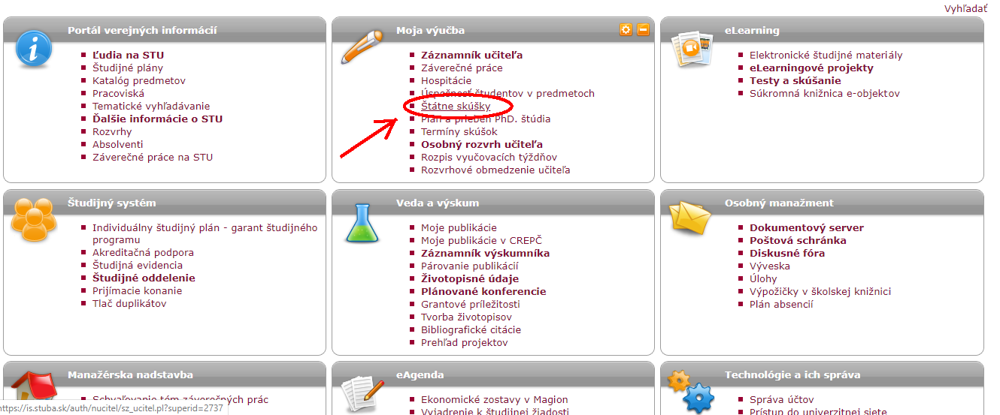 Vyhľadať
Portál verejných informácií
Ľudia na STU
Študijné plány
Katalóg predmetov
Pracoviská
Tematické vyhľadávanie
Ďalšie informácie o STU
Rozvrhy
Absolventi
Záverečné práce na STU
Moja výučba
Záznamník učiteľa
Záverečné práce
Hospitácie
Úspešnosť študentov v predmetoch
Štátne skúšky
Plán a priebeh PhD. štúdia
Termíny skúšok
Osobný rozvrh učiteľa
Rozpis vyučovacích týždňov
Rozvrhové obmedzenie učiteľa
eLearning
Elektronické študijné materiály
eLearningové projekty
Testy a skúšanie
Súkromná knižnica e-objektov
Študijný systém
Individuálny študijný plán - garant študijného
programu
Akreditačná podpora
Študijná evidencia
Študijné oddelenie
Prijímacie konanie
Tlač duplikátov
Veda a výskum
Moje publikácie
Moje publikácie v CREPČ
Záznamník výskumníka
Párovanie publikácií
Životopisné údaje
Plánované konferencie
Grantové príležitosti
Tvorba životopisov
Bibliografické citácie
Prehľad projektov
Osobný manažment
Dokumentový server
Poštová schránka
Diskusné fóra
Výveska
Úlohy
Výpožičky v školskej knižnici
Plán absencií
Manažérska nadstavba
Schvaľovanie tém záverečných prác
https://is.stuba.sk/auth/nucitel/sz_ucitel.pl?superid=2737
eAgenda
Ekonomické zostavy v Magion
Vyjadrenie k študijnej žiadosti
Technológie a ich správa
Správa účtov
Prístup do univerzitnej siete